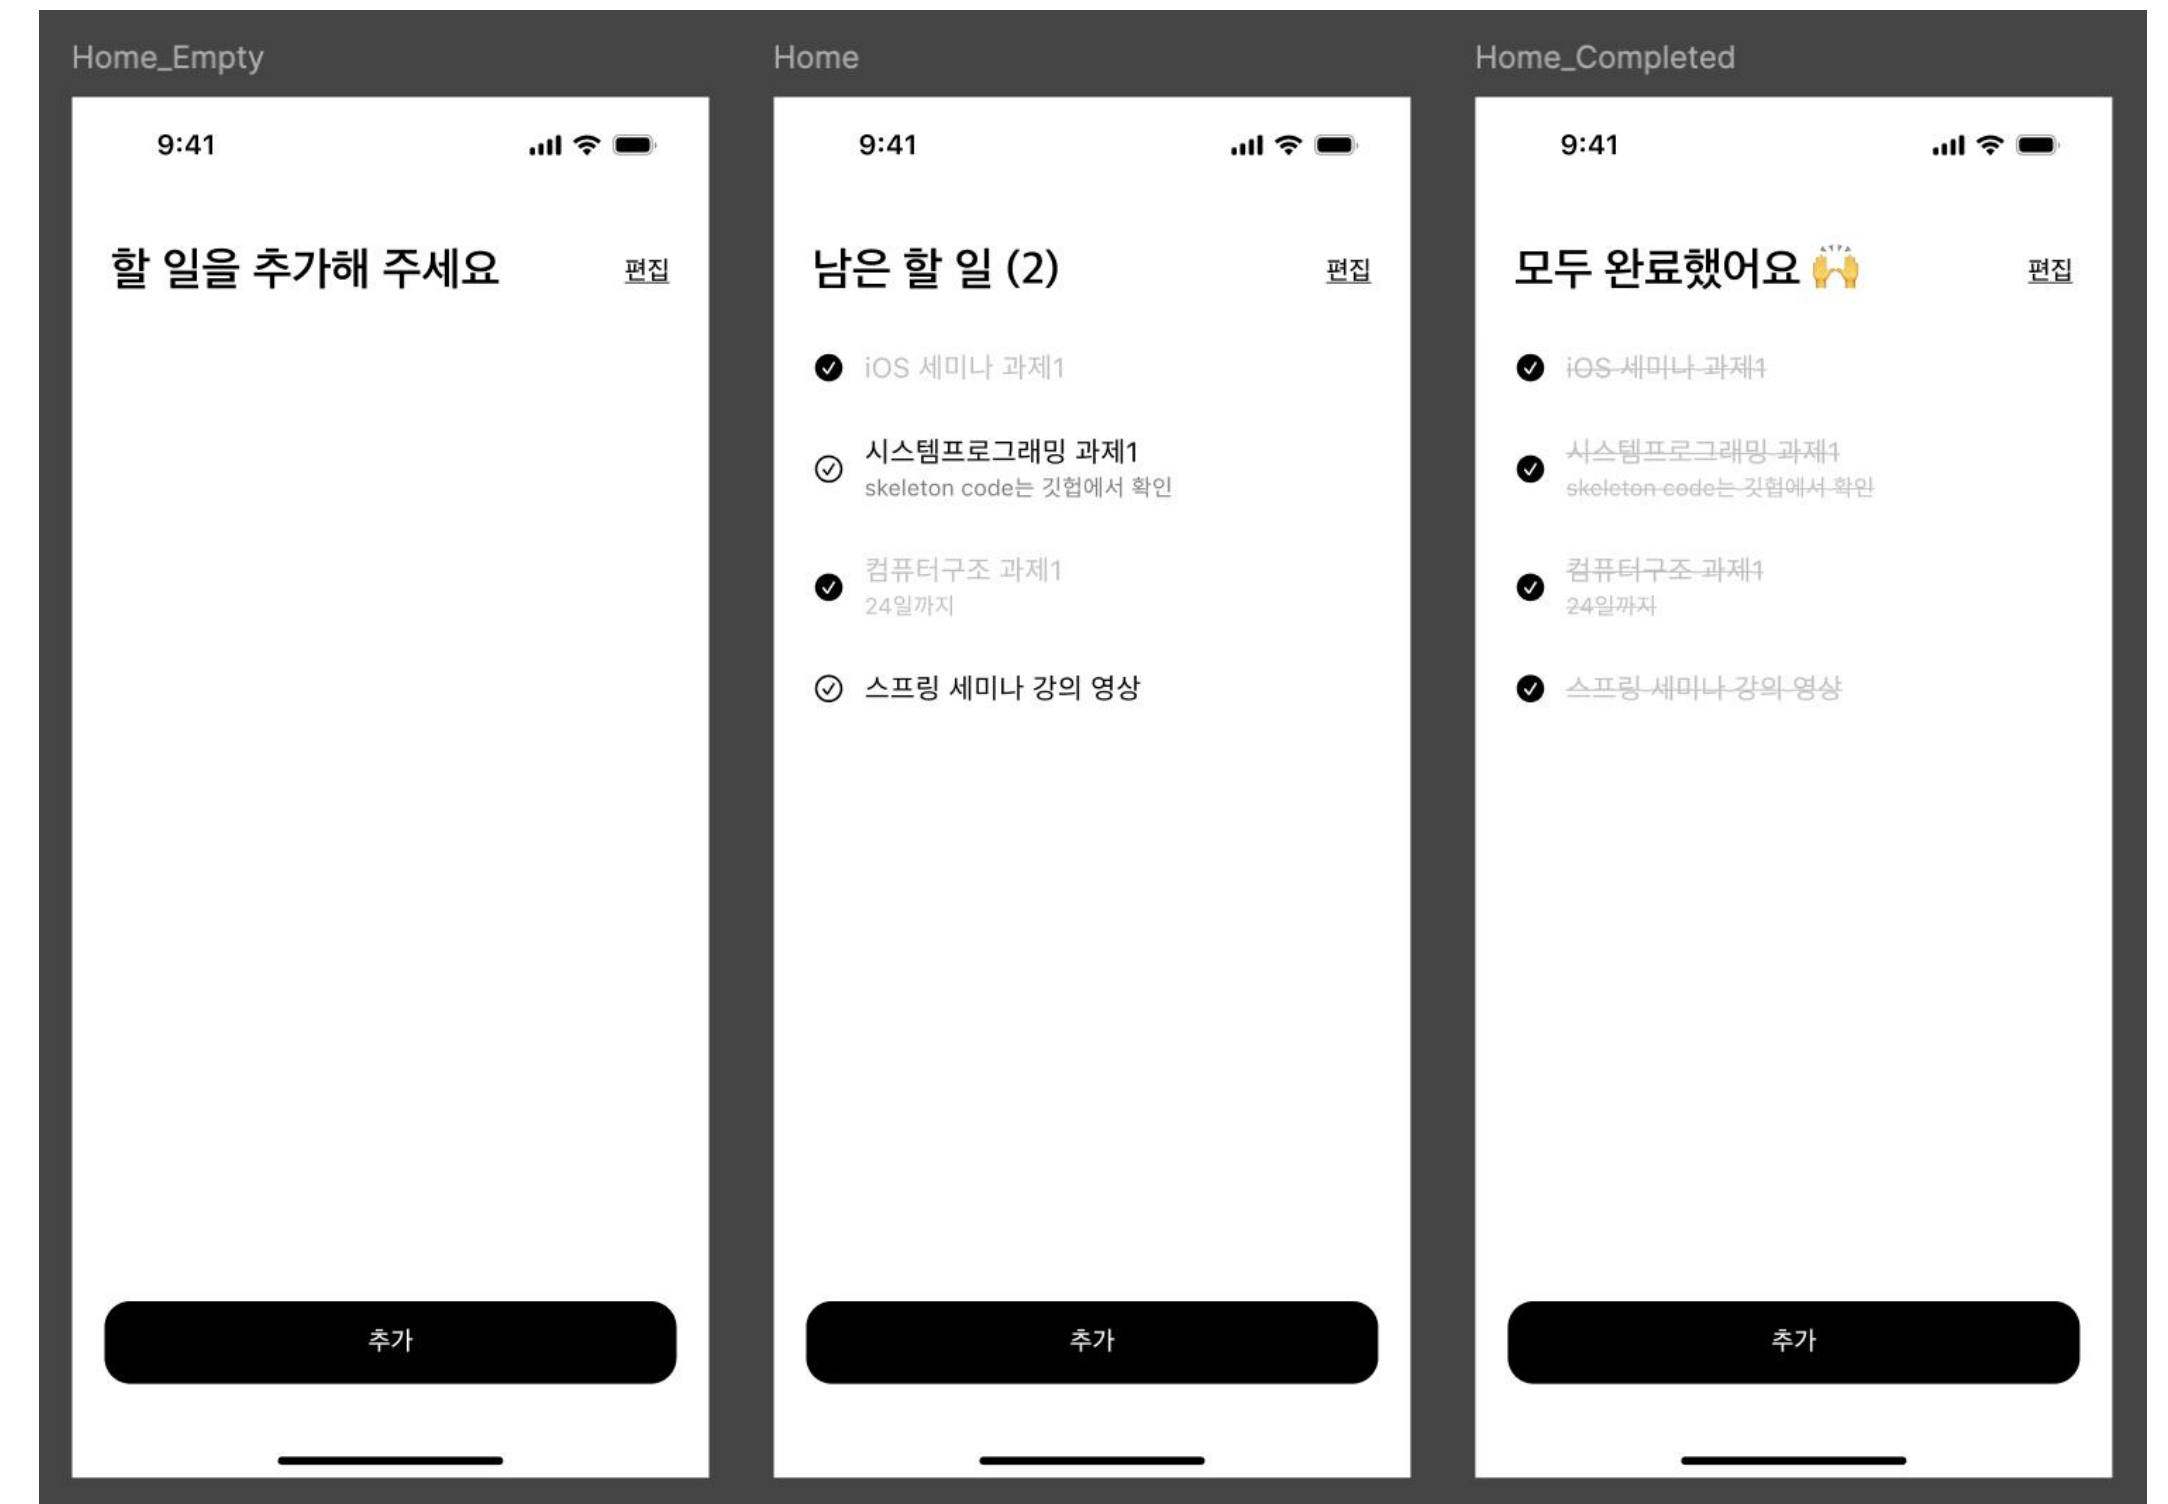 Home_Empty
9:41
할 일을 추가해 주세요
편집
추가
Home
9:41
남은 할 일 (2)
편집
iOS 세미나 과제1
시스템프로그래밍 과제1
skeleton code는 깃헙에서 확인
컴퓨터구조 과제1
24일까지
스프링 세미나 강의 영상
추가
Home_Completed
9:41
모두 완료했어요 🙌
편집
iOS 세미나 과제1
시스템프로그래밍 과제1
skeleton code는 깃헙에서 확인
컴퓨터구조 과제1
24일까지
스프링 세미나 강의 영상
추가